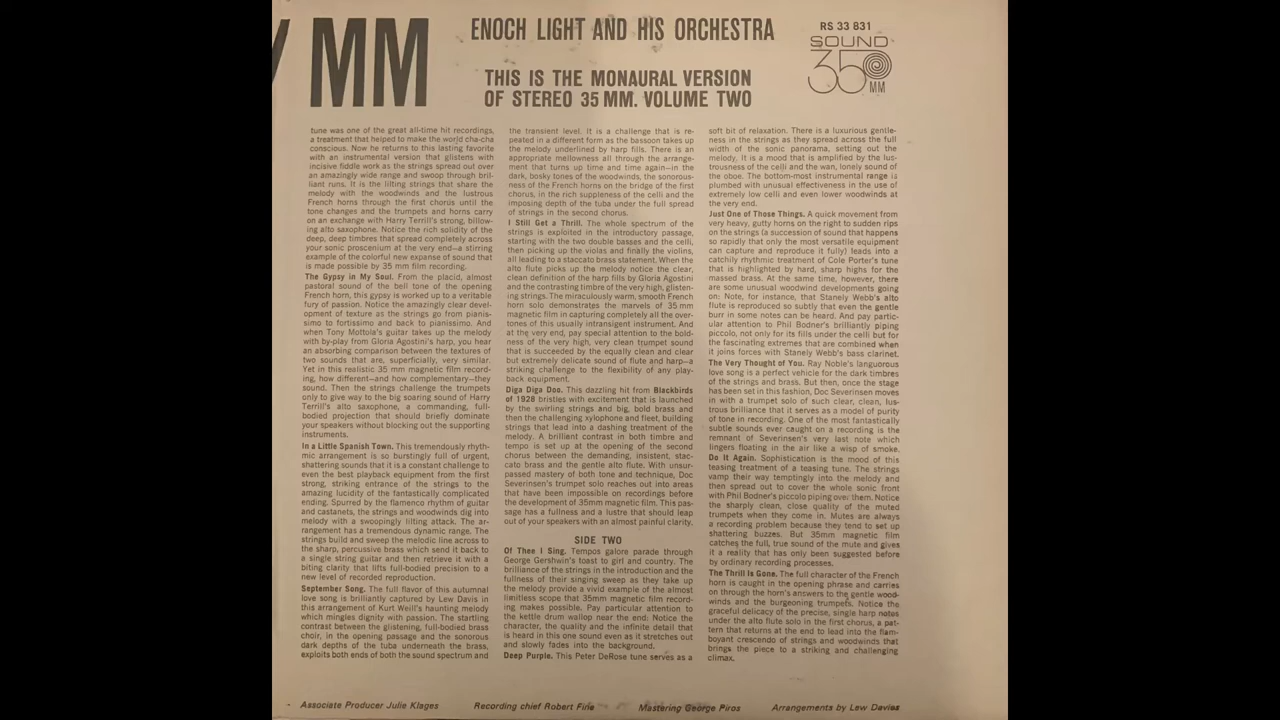 MM
ENOCH LIGHT AND HIS ORCHESTRA
THIS IS THE MONAURAL VERSION
OF STEREO 35 MM. VOLUME TWO
RS 33 831
SOUND
35
MM
tune was one of the great all-time hit recordings,
a treatment that helped to make the world cha-cha
conscious. Now he returns to this lasting favorite
with an instrumental version that glistens with
incisive fiddle work as the strings spread out over
an amazingly wide range and swoop through bril-
liant runs. It is the lilting strings that share the
melody with the woodwinds and the lustrous
French horns through the first chorus until the
tone changes and the trumpets and horns carry
on an exchange with Harry Terrill's strong, billow-
ing alto saxophone. Notice the rich solidity of the
deep, deep timbres that spread completely across
your sonic proscenium at the very end—a stirring
example of the colorful new expanse of sound that
is made possible by 35 mm film recording.
The Gypsy in My Soul. From the placid, almost
pastoral sound of the bell tone of the opening
French horn, this gypsy is worked up to a veritable
fury of passion. Notice the amazingly clear devel-
opment of texture as the strings go from pianis-
simo to fortissimo and back to pianissimo. And
when Tony Mottola's guitar takes up the melody
with by-play from Gloria Agostini's harp, you hear
an absorbing comparison between the textures of
two sounds that are, superficially, very similar.
Yet in this realistic 35 mm magnetic film record-
ing, how different—and how complementary—they
sound. Then the strings challenge the trumpets
only to give way to the big soaring sound of Harry
Terrill's alto saxophone, a commanding, full-
bodied projection that should briefly dominate
your speakers without blocking out the supporting
instruments.
In a Little Spanish Town. This tremendously rhyth-
mic arrangement is so burstingly full of urgent,
shattering sounds that it is a constant challenge to
even the best playback equipment from the first
strong, striking entrance of the strings to the
amazing lucidity of the fantastically complicated
ending. Spurred by the flamenco rhythm of guitar
and castanets, the strings and woodwinds dig into
melody with a swoopingly lilting attack. The ar-
rangement has a tremendous dynamic range. The
strings build and sweep the melodic line across to
the sharp, percussive brass which send it back to
a single string guitar and then retrieve it with a
biting clarity that lifts full-bodied precision to a
new level of recorded reproduction.
September Song. The full flavor of this autumnal
love song is brilliantly captured by Lew Davis in
this arrangement of Kurt Weill's haunting melody
which mingles dignity with passion. The startling
contrast between the glistening, full-bodied brass
choir, in the opening passage and the sonorous
dark depths of the tuba underneath the brass,
exploits both ends of both the sound spectrum and
the transient level. It is a challenge that is re-
peated in a different form as the bassoon takes up
the melody underlined by harp fills. There is an
appropriate mellowness all through the arrange-
ment that turns up time and time again—in the
dark, bosky tones of the woodwinds, the sonorous-
ness of the French horns on the bridge of the first
chorus, in the rich suppleness of the celli and the
imposing depth of the tuba under the full spread
of strings in the second chorus.
I Still Get a Thrill. The whole spectrum of the
strings is exploited in the introductory passage,
starting with the two double basses and the celli,
then picking up the violas and finally the violins,
all leading to a staccato brass statement. When the
alto flute picks up the melody notice the clear,
clean definition of the harp fills by Gloria Agostini
and the contrasting timbre of the very high, glisten-
ing strings. The miraculously warm, smooth French
horn solo demonstrates the marvels of 35 mm
magnetic film in capturing completely all the over-
tones of this usually intransigent instrument. And
at the very end, pay special attention to the bold-
ness of the very high, very clean trumpet sound
that is succeeded by the equally clean and clear
but extremely delicate sound of flute and harp—a
striking challenge to the flexibility of any play-
back equipment.
Diga Diga Doo. This dazzling hit from Blackbirds
of 1928 bristles with excitement that is launched
by the swirling strings and big, bold brass and
then the challenging xylophone and fleet, building
strings that lead into a dashing treatment of the
melody. A brilliant contrast in both timbre and
tempo is set up at the opening of the second
chorus between the demanding, insistent, stac-
cato brass and the gentle alto flute. With unsur-
passed mastery of both tone and technique, Doc
Severinsen's trumpet solo reaches out into areas
that have been impossible on recordings before
the development of 35mm magnetic film. This pas-
sage has a fullness and a lustre that should leap
out of your speakers with an almost painful clarity.
SIDE TWO
Of Thee I Sing. Tempos galore parade through
George Gershwin's toast to girl and country. The
brilliance of the strings in the introduction and the
fullness of their singing sweep as they take up
the melody provide a vivid example of the almost
limitless scope that 35mm magnetic film record-
ing makes possible. Pay particular attention to
the kettle drum wallop near the end: Notice the
character, the quality and the infinite detail that
is heard in this one sound even as it stretches out
and slowly fades into the background.
Deep Purple. This Peter DeRose tune serves as a
soft bit of relaxation. There is a luxurious gentle-
ness in the strings as they spread across the full
width of the sonic panorama, setting out the
melody. It is a mood that is amplified by the lus-
trousness of the celli and the wan, lonely sound of
the oboe. The bottom-most instrumental range is
plumbed with unusual effectiveness in the use of
extremely low celli and even lower woodwinds at
the very end.
Just One of Those Things. A quick movement from
very heavy, gutty horns on the right to sudden rips
on the strings (a succession of sound that happens
so rapidly that only the most versatile equipment
can capture and reproduce it fully) leads into a
catchily rhythmic treatment of Cole Porter's tune
that is highlighted by hard, sharp highs for the
massed brass. At the same time, however, there
are some unusual woodwind developments going
on: Note, for instance, that Stanely Webb's alto
flute is reproduced so subtly that even the gentle
burr in some notes can be heard. And pay partic-
ular attention to Phil Bodner's brilliantly piping
piccolo, not only for its fills under the celli but for
the fascinating extremes that are combined when
it joins forces with Stanely Webb's bass clarinet.
The Very Thought of You. Ray Noble's languorous
love song is a perfect vehicle for the dark timbres
of the strings and brass. But then, once the stage
has been set in this fashion, Doc Severinsen moves
in with a trumpet solo of such clear, clean, lus-
trous brilliance that it serves as a model of purity
of tone in recording. One of the most fantastically
subtle sounds ever caught on a recording is the
remnant of Severinsen's very last note which
lingers floating in the air like a wisp of smoke.
Do It Again. Sophistication is the mood of this
teasing treatment of a teasing tune. The strings
vamp their way temptingly into the melody and
then spread out to cover the whole sonic front
with Phil Bodner's piccolo piping over them. Notice
the sharply clean, close quality of the muted
trumpets when they come in. Mutes are always
a recording problem because they tend to set up
shattering buzzes. But 35mm magnetic film
catches the full, true sound of the mute and gives
it a reality that has only been suggested before
by ordinary recording processes.
The Thrill Is Gone. The full character of the French
horn is caught in the opening phrase and carries
on through the horn's answers to the gentle wood-
winds and the burgeoning trumpets. Notice the
graceful delicacy of the precise, single harp notes
under the alto flute solo in the first chorus, a pat-
tern that returns at the end to lead into the flam-
boyant crescendo of strings and woodwinds that
brings the piece to a striking and challenging
climax.
Associate Producer Julie Klages Recording chief Robert Fine Mastering George Piros Arrangements by Lew Davies